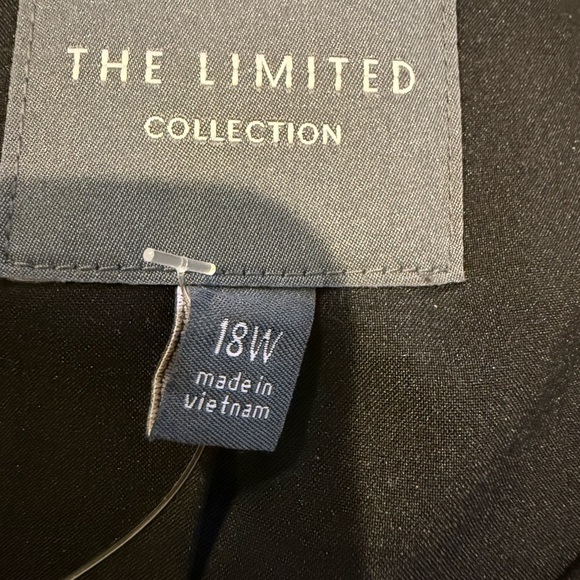 THE LIMITED
COLLECTION
18W
made in
vietnam